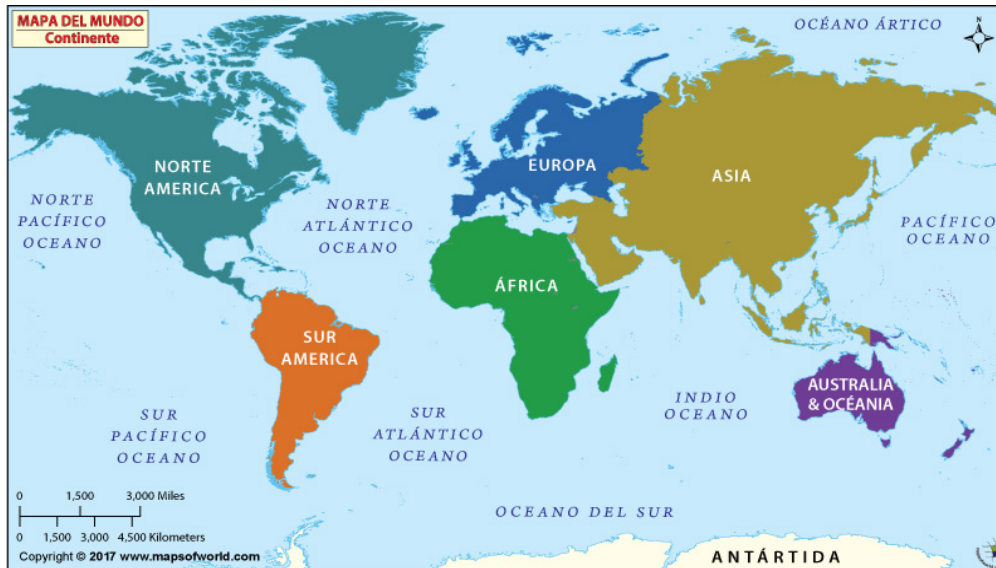 MAPA DEL MUNDO
Continente
OCÉANO ÁRTICO
NORTE
AMERICA
EUROPA
ASIA
NORTE
PACÍFICO
OCEANO
NORTE
ATLÁNTICO
OCEANO
PACÍFICO
OCEANO
ÁFRICA
SUR
AMERICA
AUSTRALIA
& OCÉANIA
INDIO
OCEANO
SUR
PACÍFICO
OCEANO
SUR
ATLÁNTICO
OCEANO
OCEANO DEL SUR
0 1,500 3,000 Miles
0 1,500 3,000 4,500 Kilometers
Copyright © 2017 www.mapsofworld.com
ANTÁRTIDA